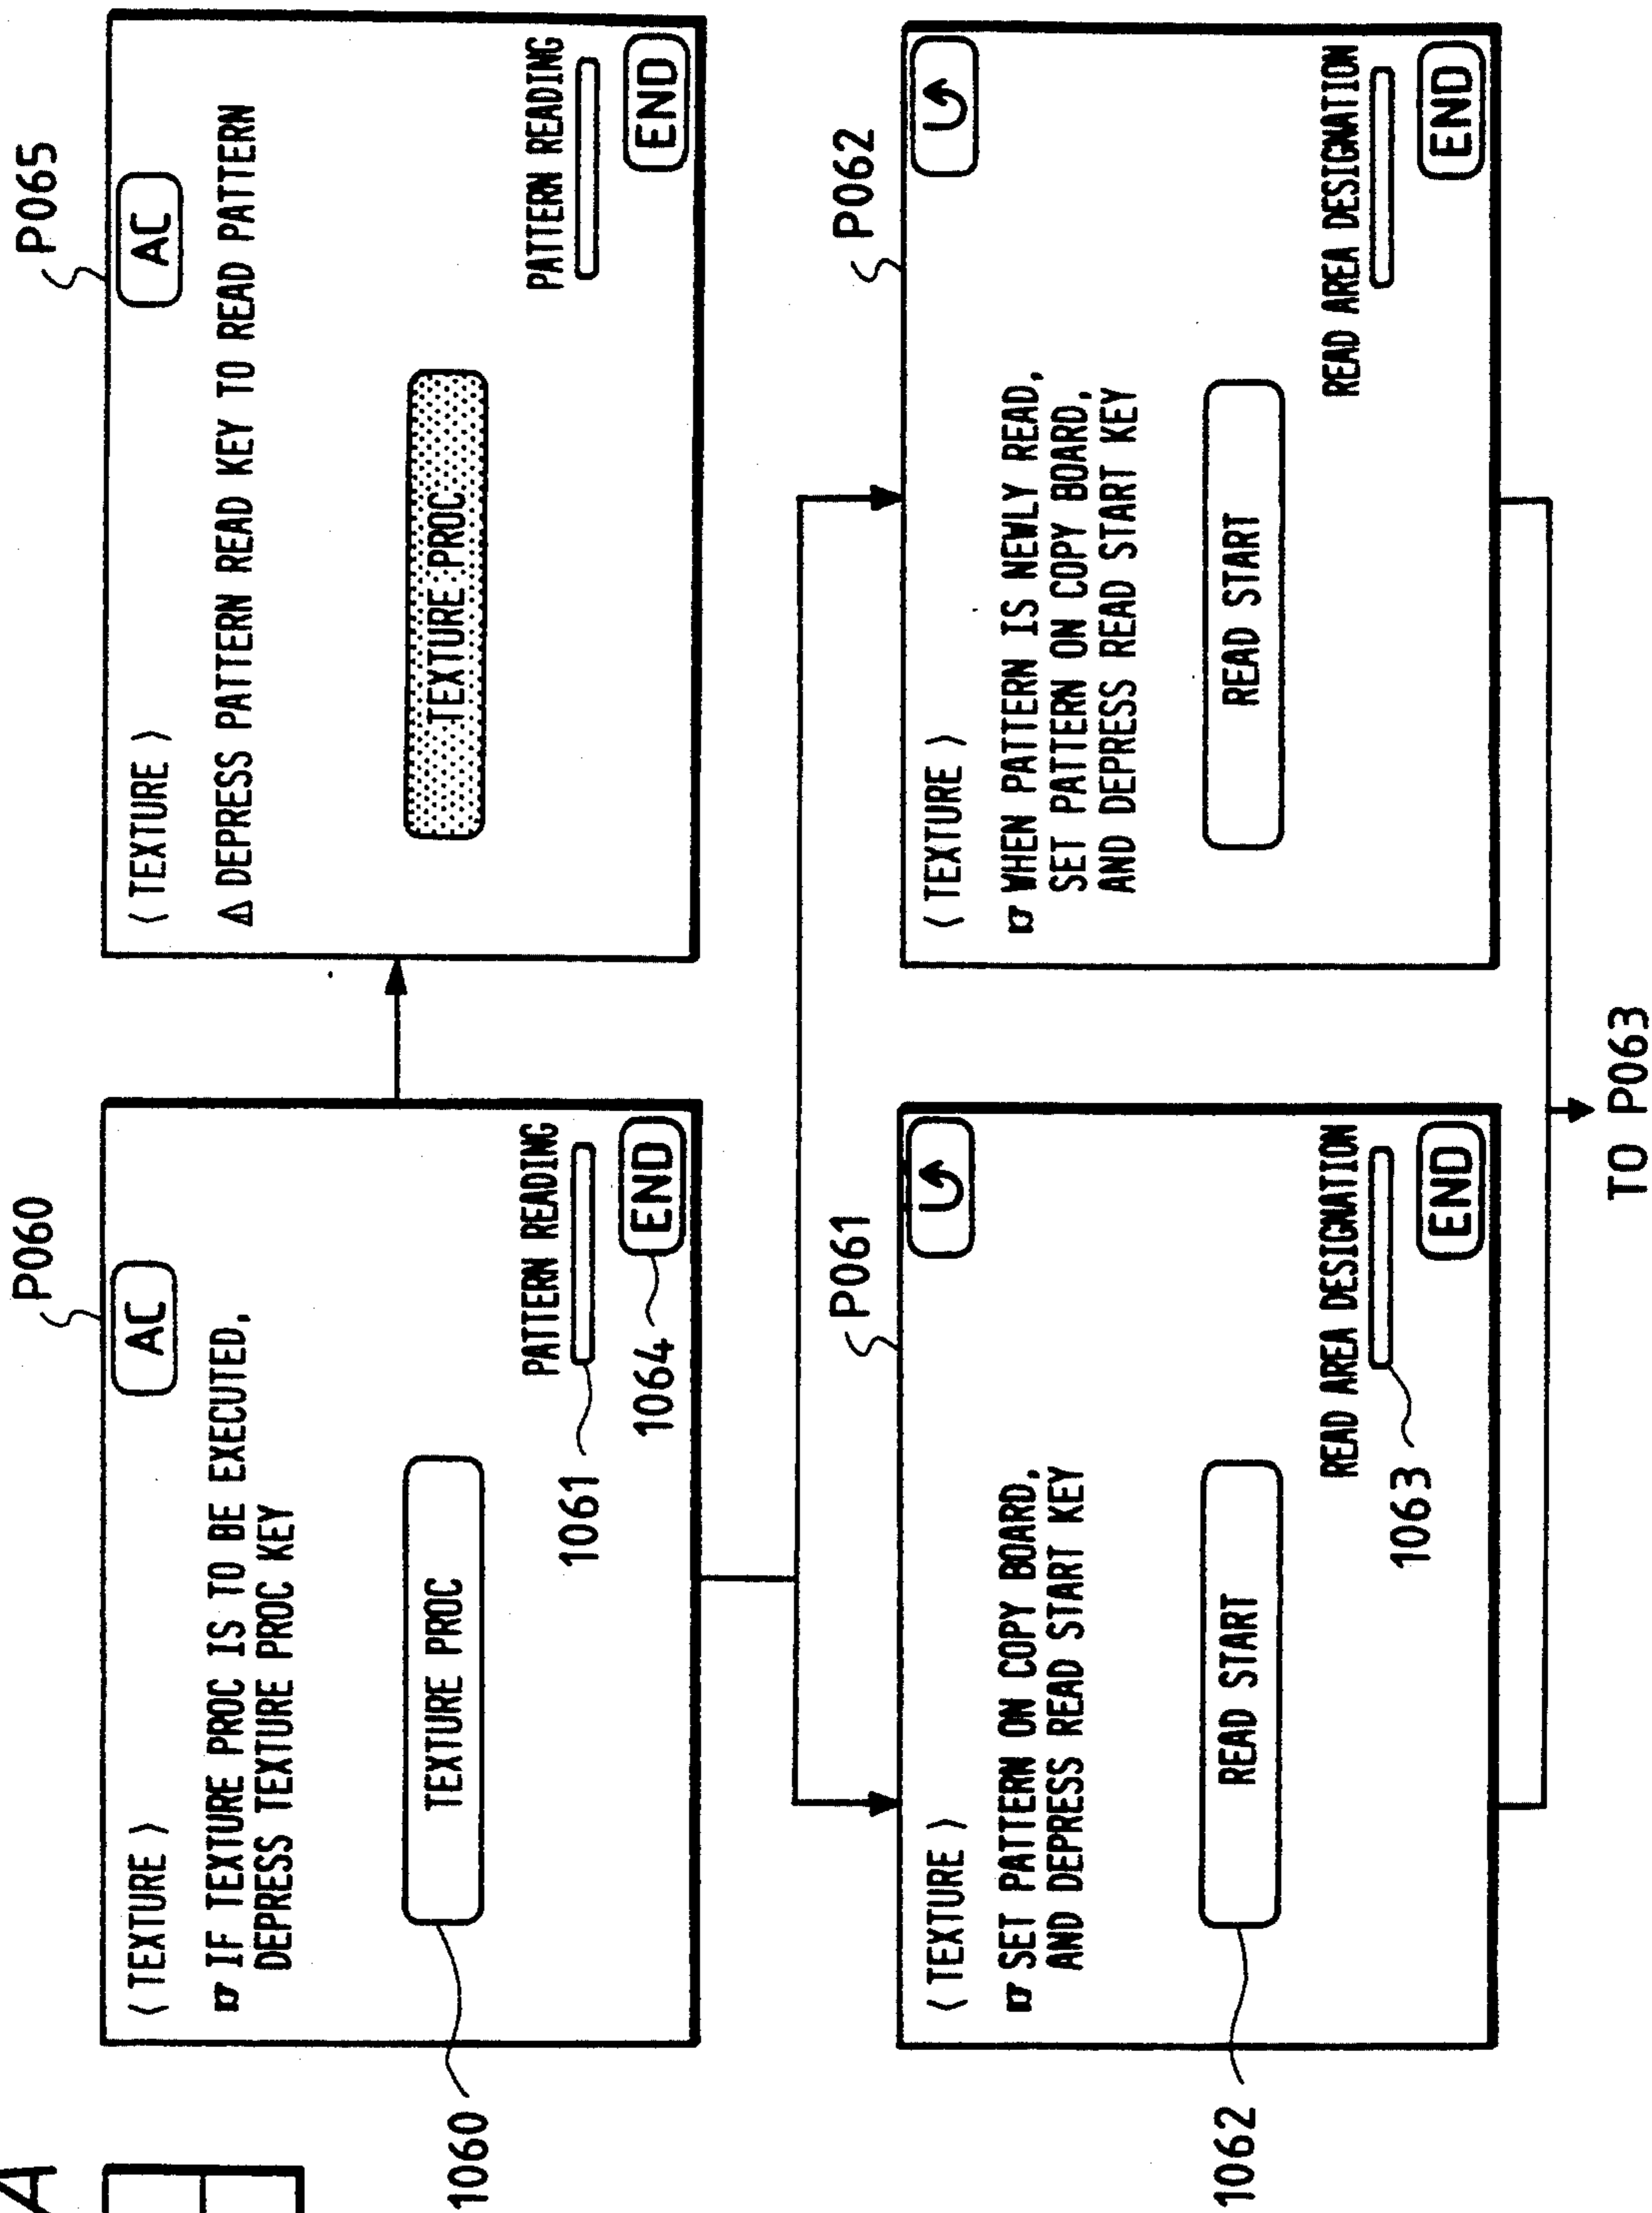 A
P060
AC
〈 TEXTURE 〉
☞ IF TEXTURE PROC IS TO BE EXECUTED,
DEPRESS TEXTURE PROC KEY
TEXTURE PROC
1060
PATTERN READING
1061
END
1064
P065
AC
〈 TEXTURE 〉
⚠ DEPRESS PATTERN READ KEY TO READ PATTERN
TEXTURE PROC
PATTERN READING
END
P061
〈 TEXTURE 〉
☞ SET PATTERN ON COPY BOARD,
AND DEPRESS READ START KEY
READ START
1062
READ AREA DESIGNATION
1063
END
P062
〈 TEXTURE 〉
☞ WHEN PATTERN IS NEWLY READ,
SET PATTERN ON COPY BOARD,
AND DEPRESS READ START KEY
READ START
READ AREA DESIGNATION
END
TO P063